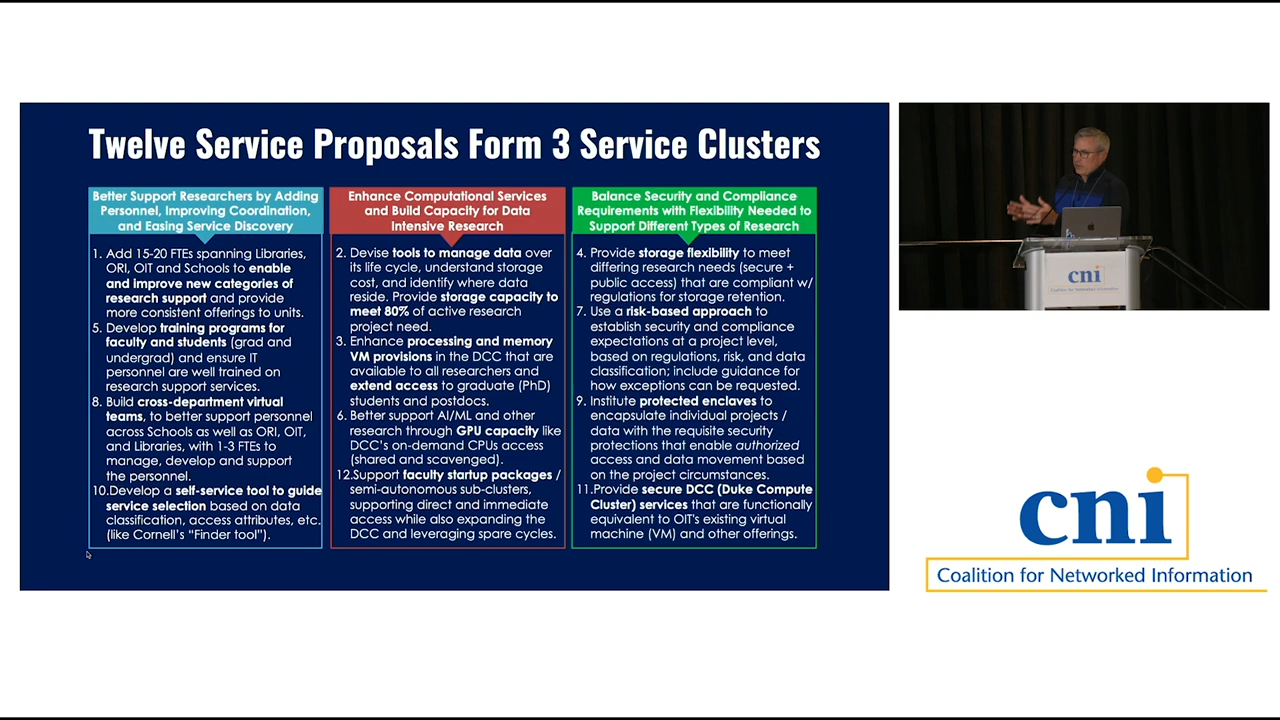 Twelve Service Proposals Form 3 Service Clusters
Better Support Researchers by Adding
Personnel, Improving Coordination,
and Easing Service Discovery
1. Add 15-20 FTEs spanning Libraries,
ORI, OIT and Schools to enable
and improve new categories of
research support and provide
more consistent offerings to units.
5. Develop training programs for
faculty and students (grad and
undergrad) and ensure IT
personnel are well trained on
research support services.
8. Build cross-department virtual
teams, to better support personnel
across Schools as well as ORI, OIT,
and Libraries, with 1-3 FTEs to
manage, develop and support
the personnel.
10.Develop a self-service tool to guide
service selection based on data
classification, access attributes, etc.
(like Cornell's “Finder tool”).
Enhance Computational Services
and Build Capacity for Data
Intensive Research
2. Devise tools to manage data over
its life cycle, understand storage
cost, and identify where data
reside. Provide storage capacity to
meet 80% of active research
project need.
3. Enhance processing and memory
VM provisions in the DCC that are
available to all researchers and
extend access to graduate (PhD)
students and postdocs.
6. Better support AI/ML and other
research through GPU capacity like
DCC's on-demand CPUs access
(shared and scavenged).
12.Support faculty startup packages /
semi-autonomous sub-clusters,
supporting direct and immediate
access while also expanding the
DCC and leveraging spare cycles.
Balance Security and Compliance
Requirements with Flexibility Needed to
Support Different Types of Research
4. Provide storage flexibility to meet
differing research needs (secure +
public access) that are compliant w/
regulations for storage retention.
7. Use a risk-based approach to
establish security and compliance
expectations at a project level,
based on regulations, risk, and data
classification; include guidance for
how exceptions can be requested.
9. Institute protected enclaves to
encapsulate individual projects /
data with the requisite security
protections that enable authorized
access and data movement based
on the project circumstances.
11.Provide secure DCC (Duke Compute
Cluster) services that are functionally
equivalent to OIT's existing virtual
machine (VM) and other offerings.
cni
Coalition for Networked Information
cni
Coalition for Networked Information